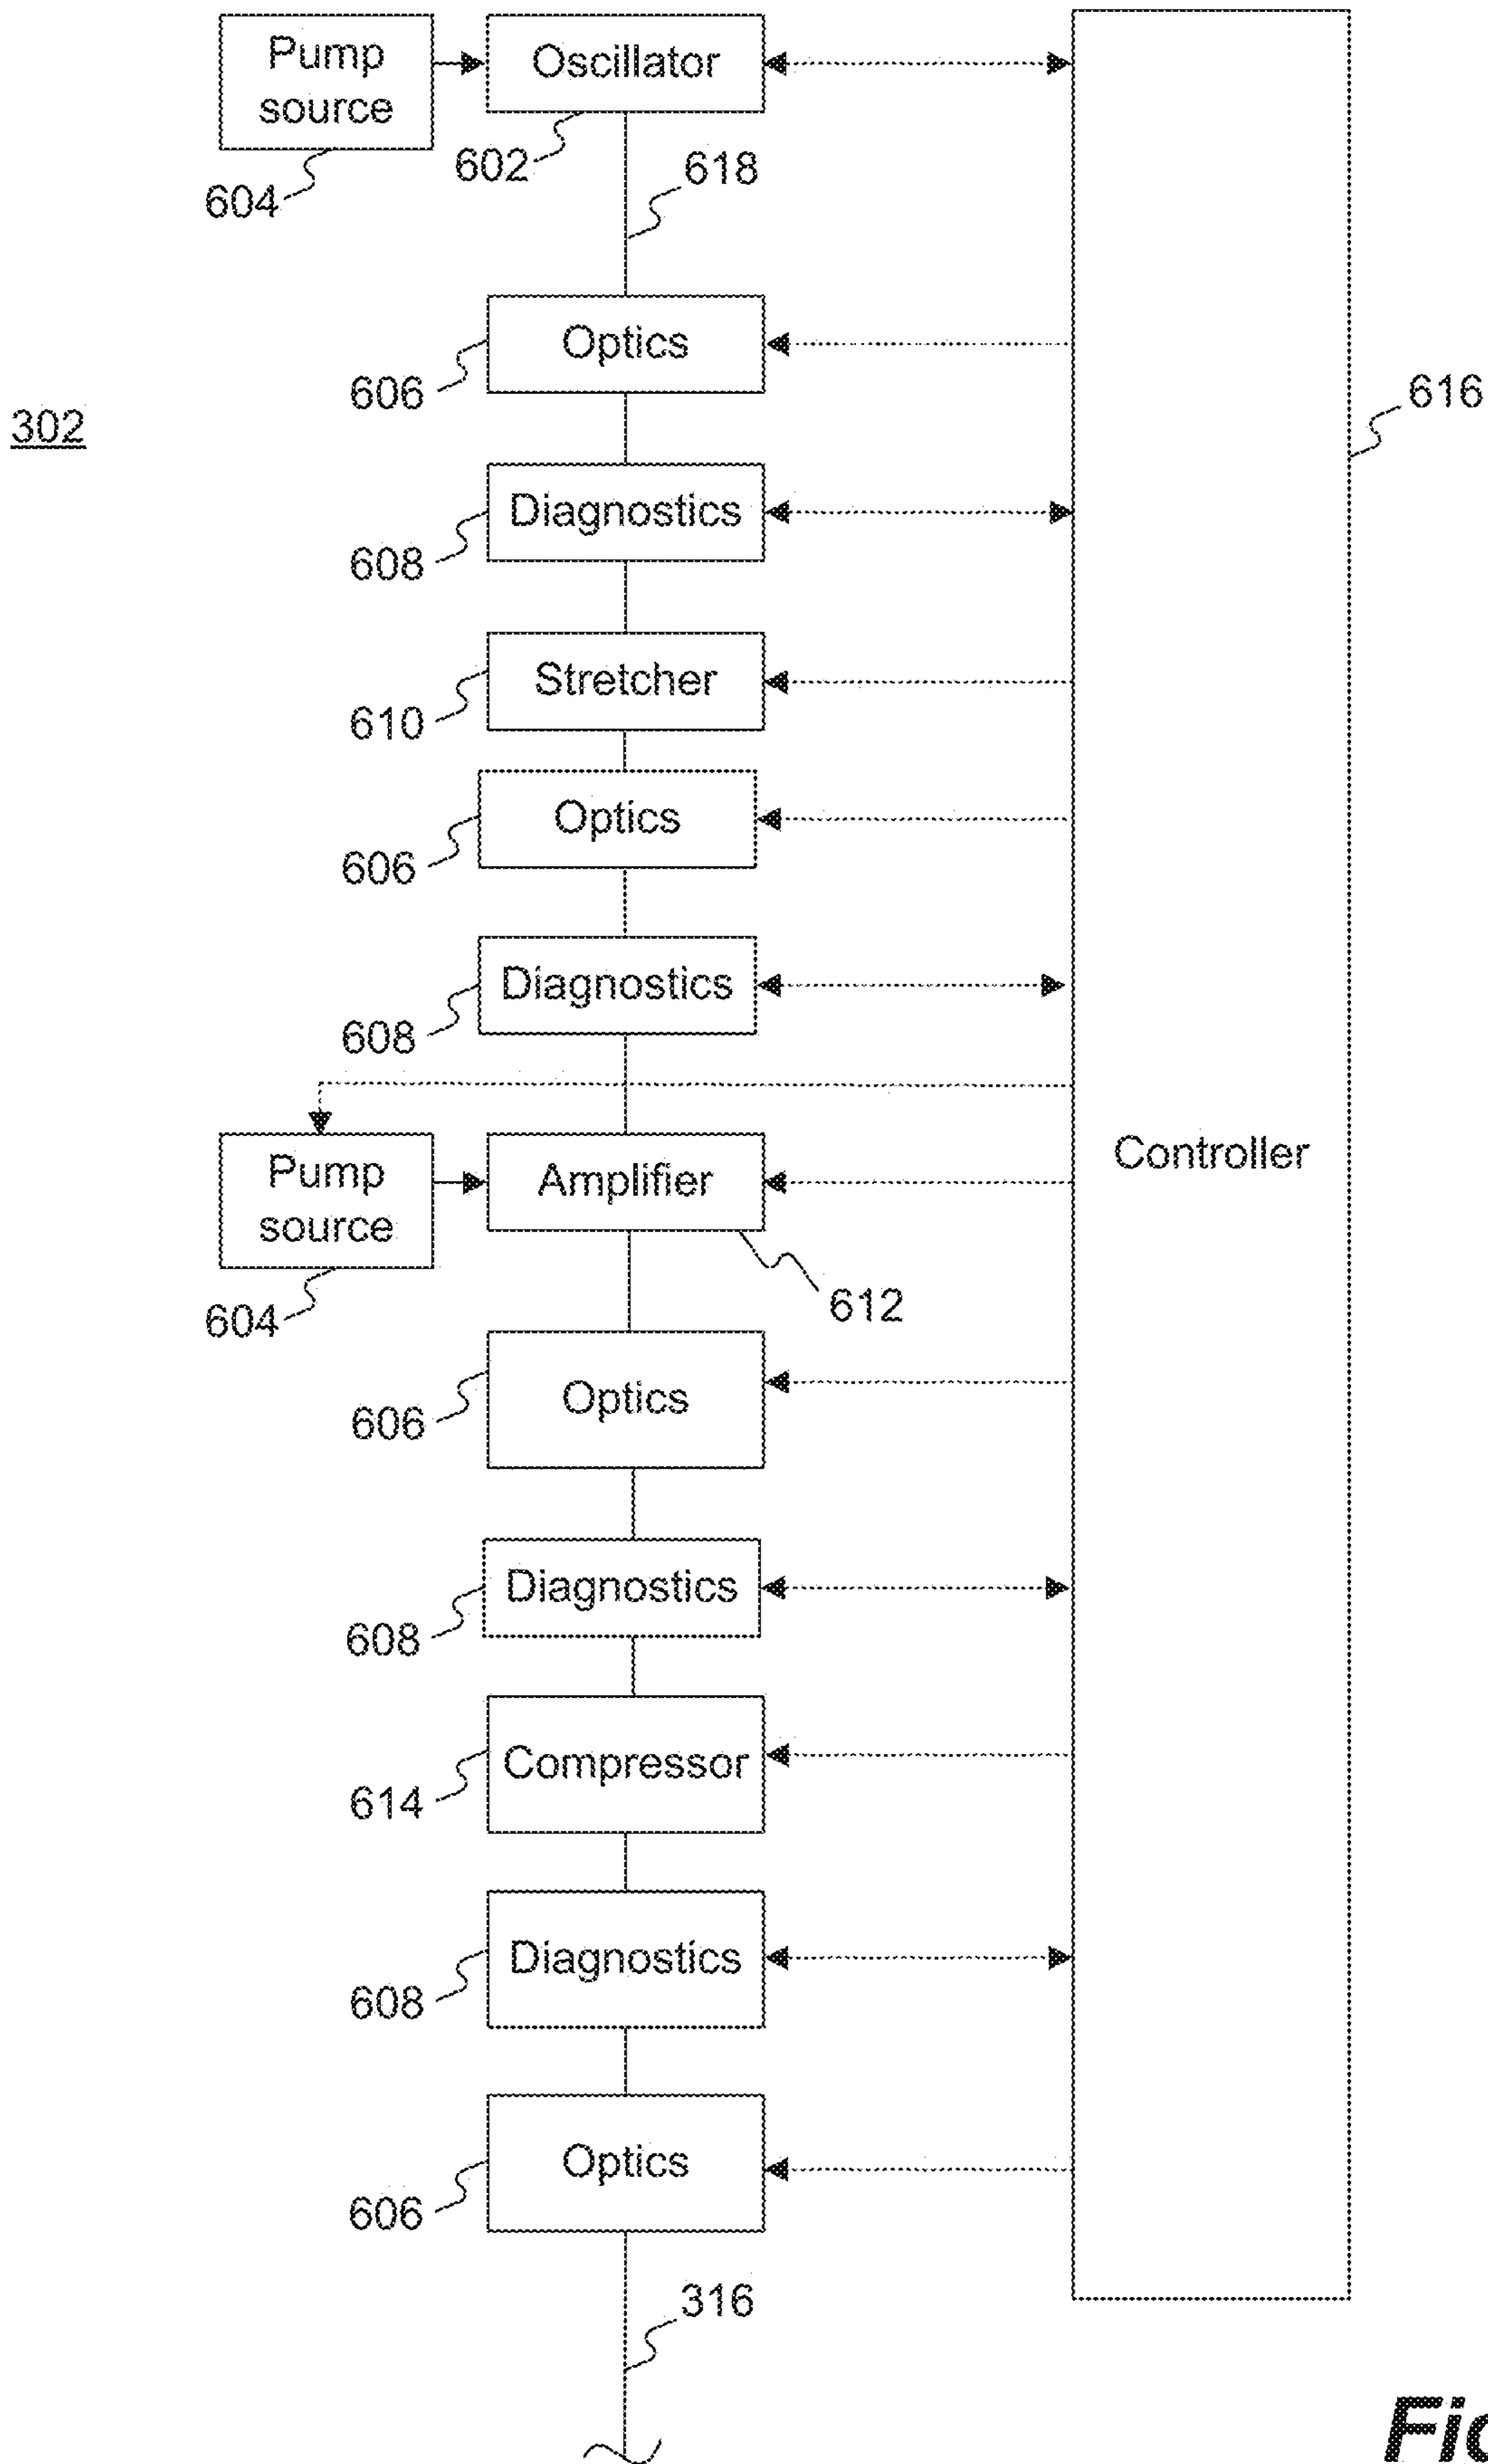 Pump
source
Oscillator
602
618
604
Optics
606
616
302
Diagnostics
608
Stretcher
610
Optics
606
Diagnostics
608
Controller
Pump
source
Amplifier
612
604
Optics
606
Diagnostics
608
Compressor
614
Diagnostics
608
Optics
606
316